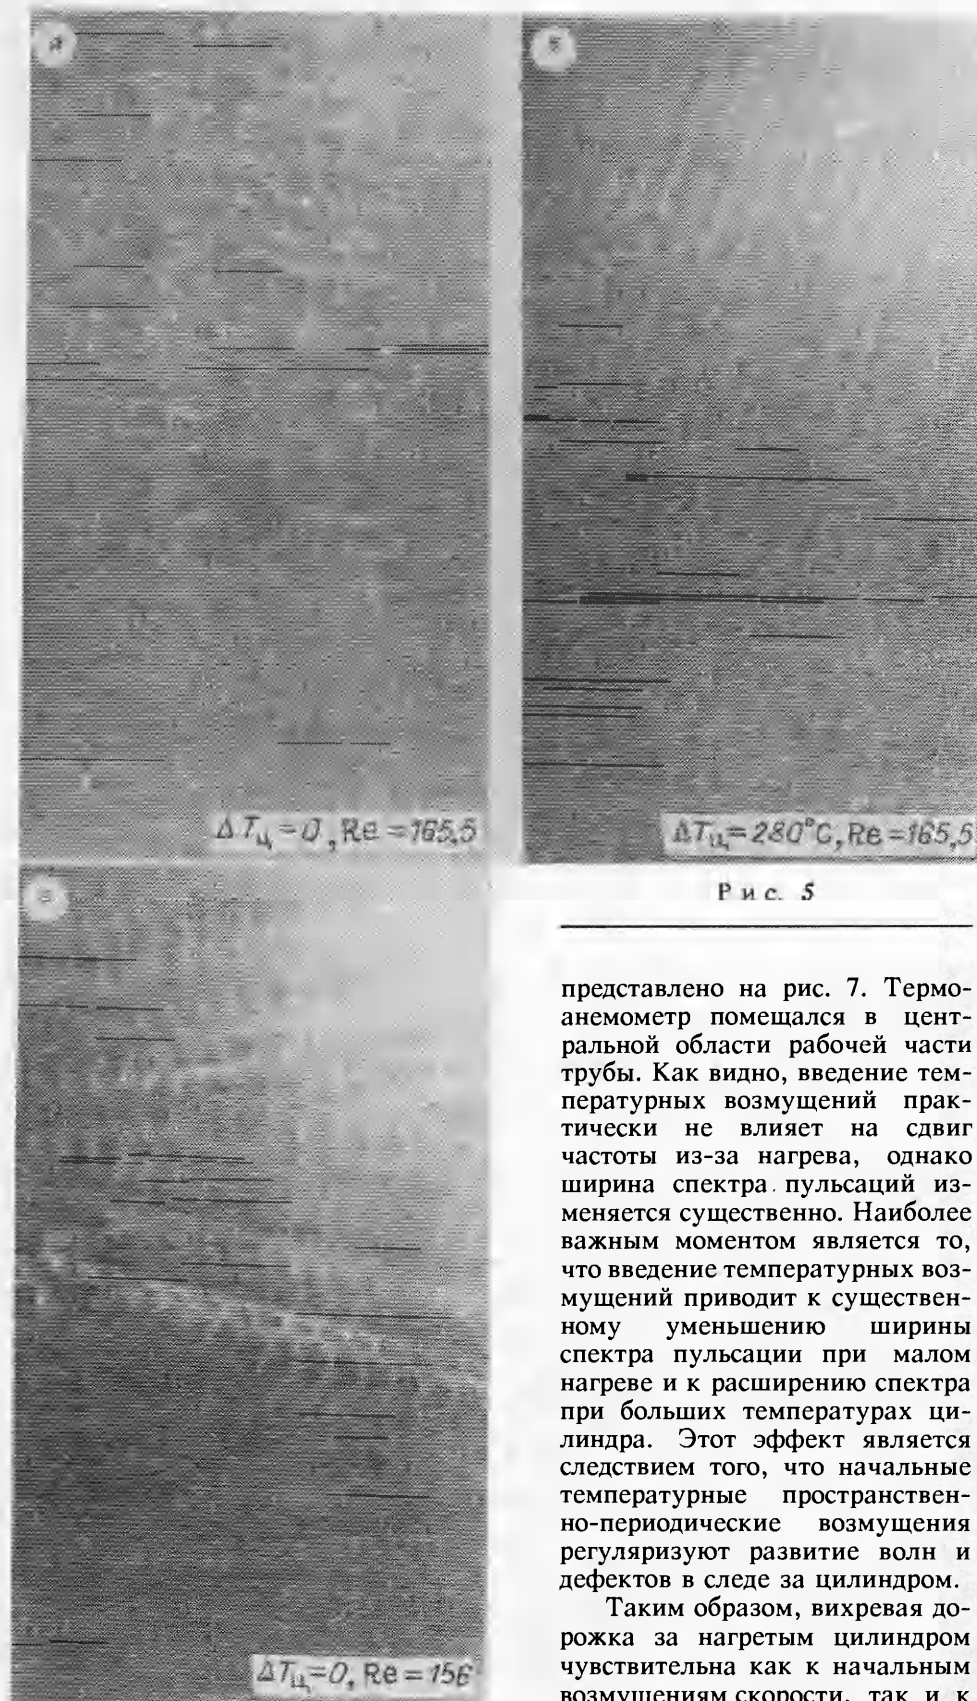 а
б
ΔTц=0, Re=165,5
ΔTц=280°C, Re=165,5
Рис. 5
ΔTц=0, Re=156
представлено на рис. 7. Термо-
анемометр помещался в цент-
ральной области рабочей части
трубы. Как видно, введение тем-
пературных возмущений прак-
тически не влияет на сдвиг
частоты из-за нагрева, однако
ширина спектра пульсаций из-
меняется существенно. Наиболее
важным моментом является то,
что введение температурных воз-
мущений приводит к существен-
ному уменьшению ширины
спектра пульсации при малом
нагреве и к расширению спектра
при больших температурах ци-
линдра. Этот эффект является
следствием того, что начальные
температурные пространствен-
но-периодические возмущения
регуляризуют развитие волн и
дефектов в следе за цилиндром.
Таким образом, вихревая до-
рожка за нагретым цилиндром
чувствительна как к начальным
возмущениям скорости, так и к